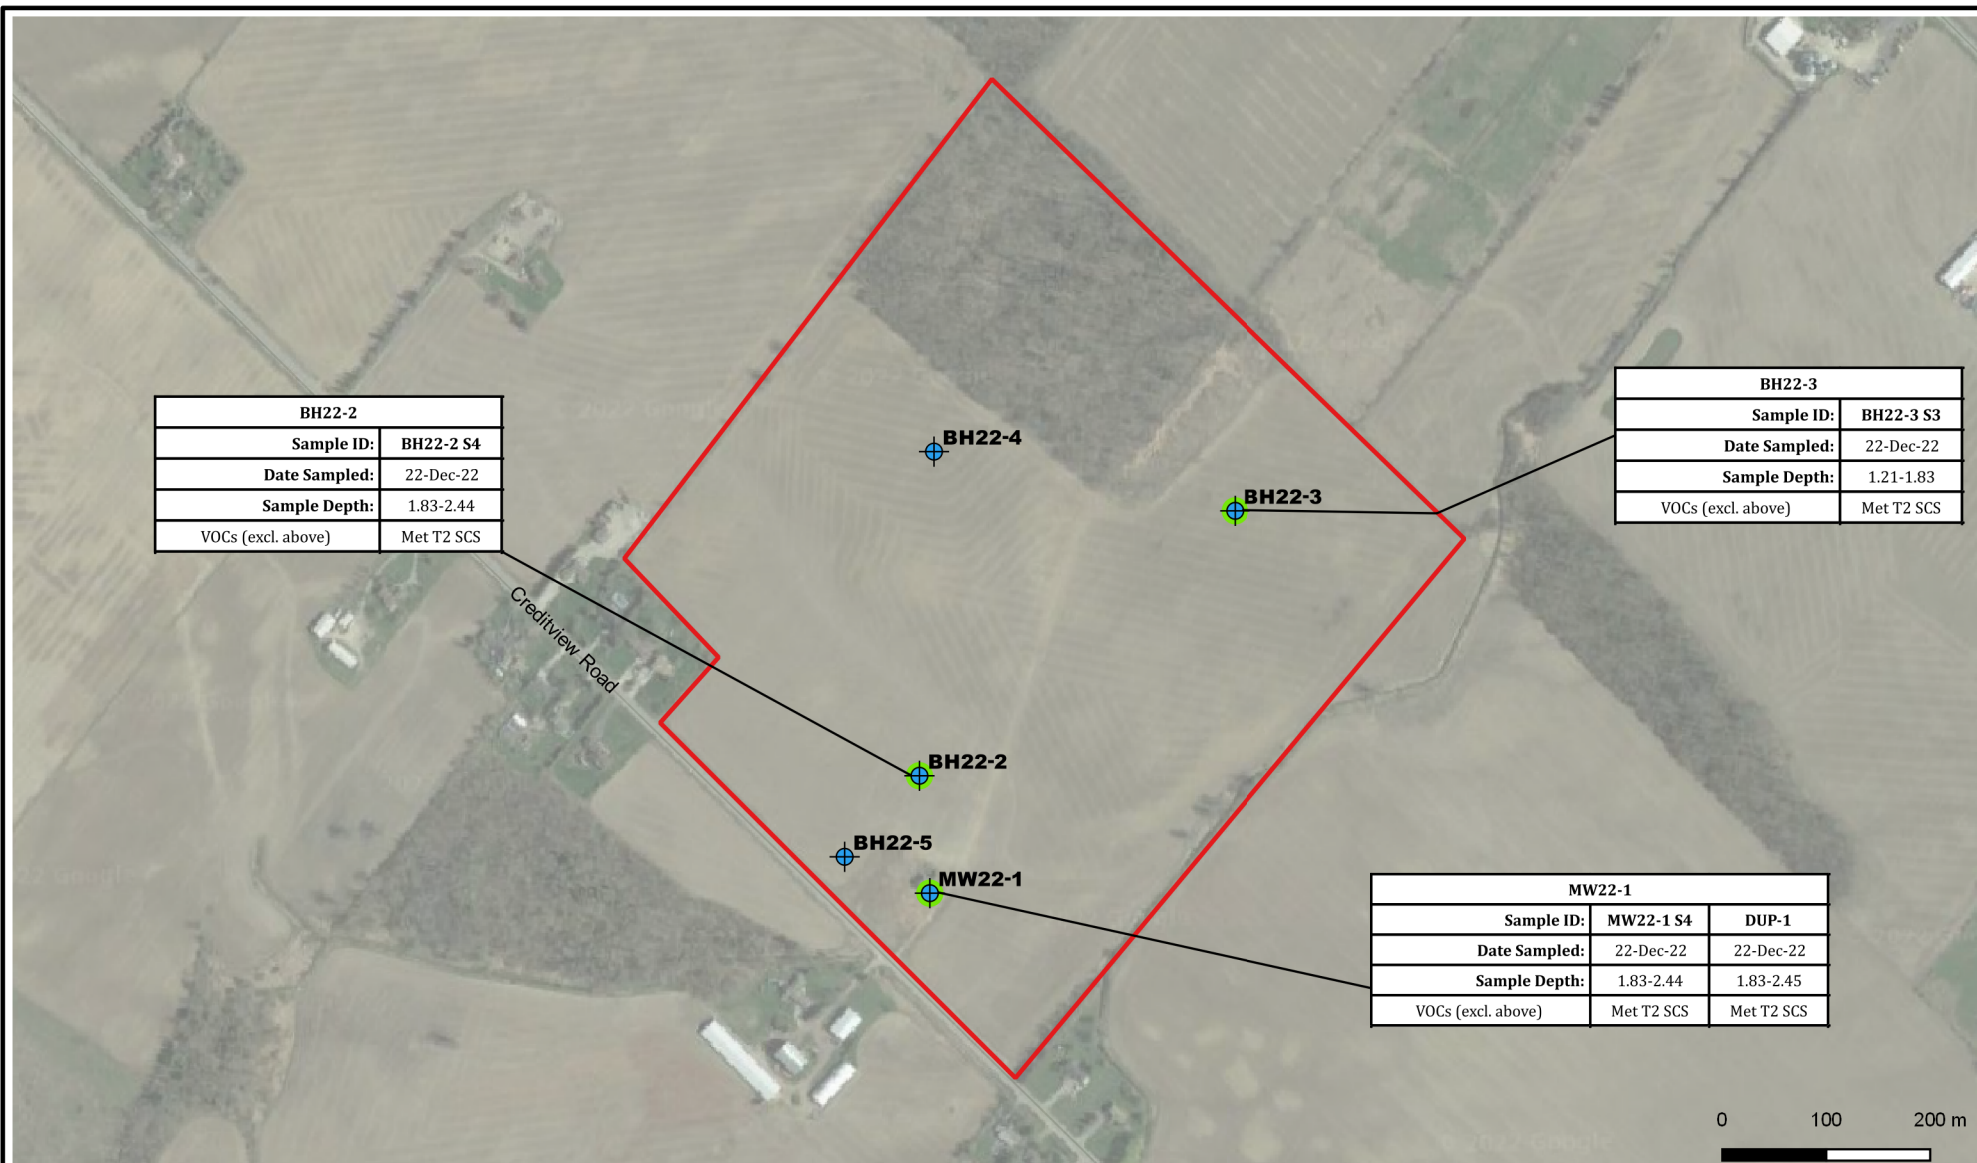 BH22-4
BH22-3
BH22-3
Sample ID: BH22-3 S3
Date Sampled: 22-Dec-22
Sample Depth: 1.21-1.83
VOCs (excl. above) Met T2 SCS
BH22-2
Sample ID: BH22-2 S4
Date Sampled: 22-Dec-22
Sample Depth: 1.83-2.44
VOCs (excl. above) Met T2 SCS
Creditview Road
BH22-2
BH22-5
MW22-1
MW22-1
Sample ID: MW22-1 S4 DUP-1
Date Sampled: 22-Dec-22 22-Dec-22
Sample Depth: 1.83-2.44 1.83-2.45
VOCs (excl. above) Met T2 SCS Met T2 SCS
0 100 200 m
© 2022 Google